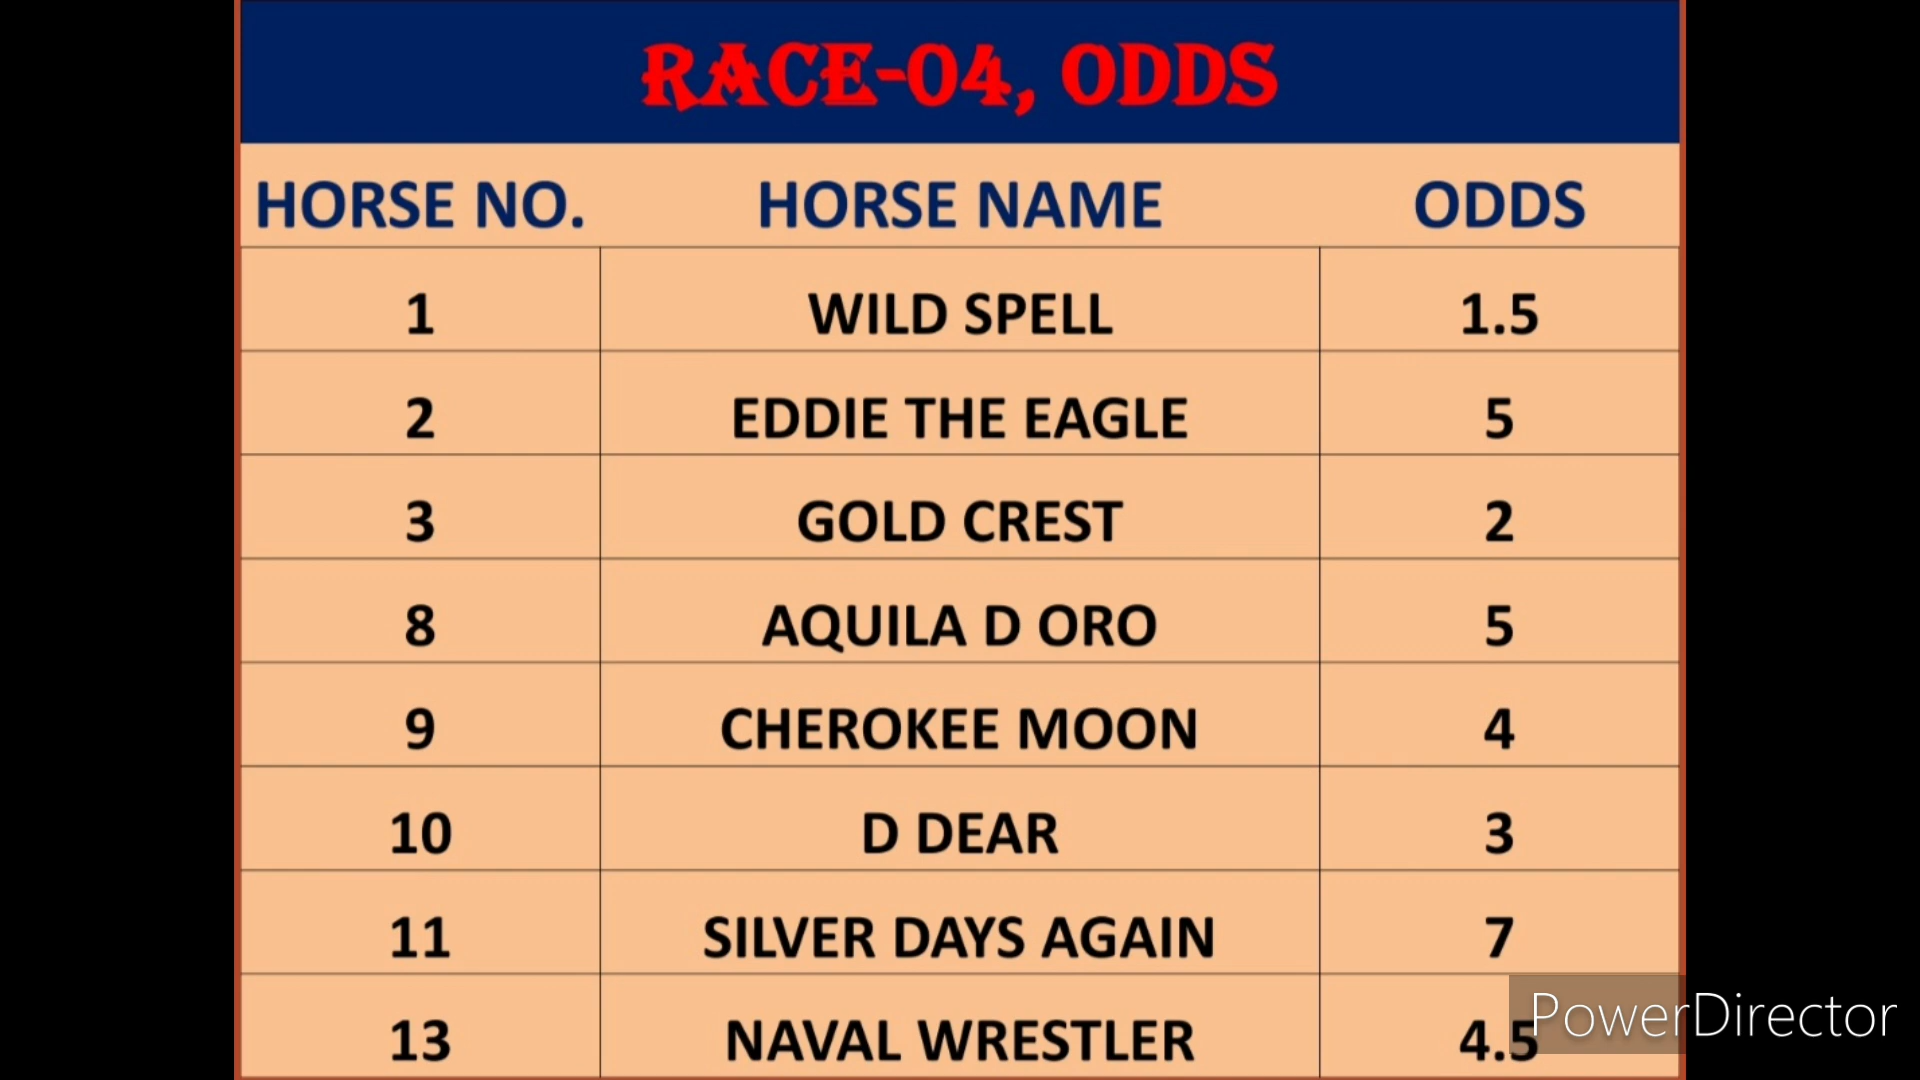 RACE-04, ODDS
HORSE NO. HORSE NAME ODDS
1 WILD SPELL 1.5
2 EDDIE THE EAGLE 5
3 GOLD CREST 2
8 AQUILA D ORO 5
9 CHEROKEE MOON 4
10 D DEAR 3
11 SILVER DAYS AGAIN 7
13 NAVAL WRESTLER 4.5
PowerDirector